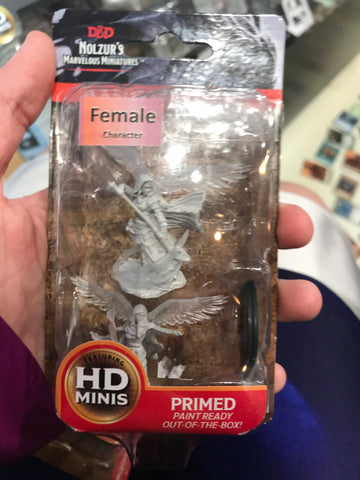 D&D
NOLZUR'S
MARVELOUS MINIATURES
Female
Character
FEATURING
HD
MINIS
PRIMED
PAINT READY
OUT-OF-THE-BOX!